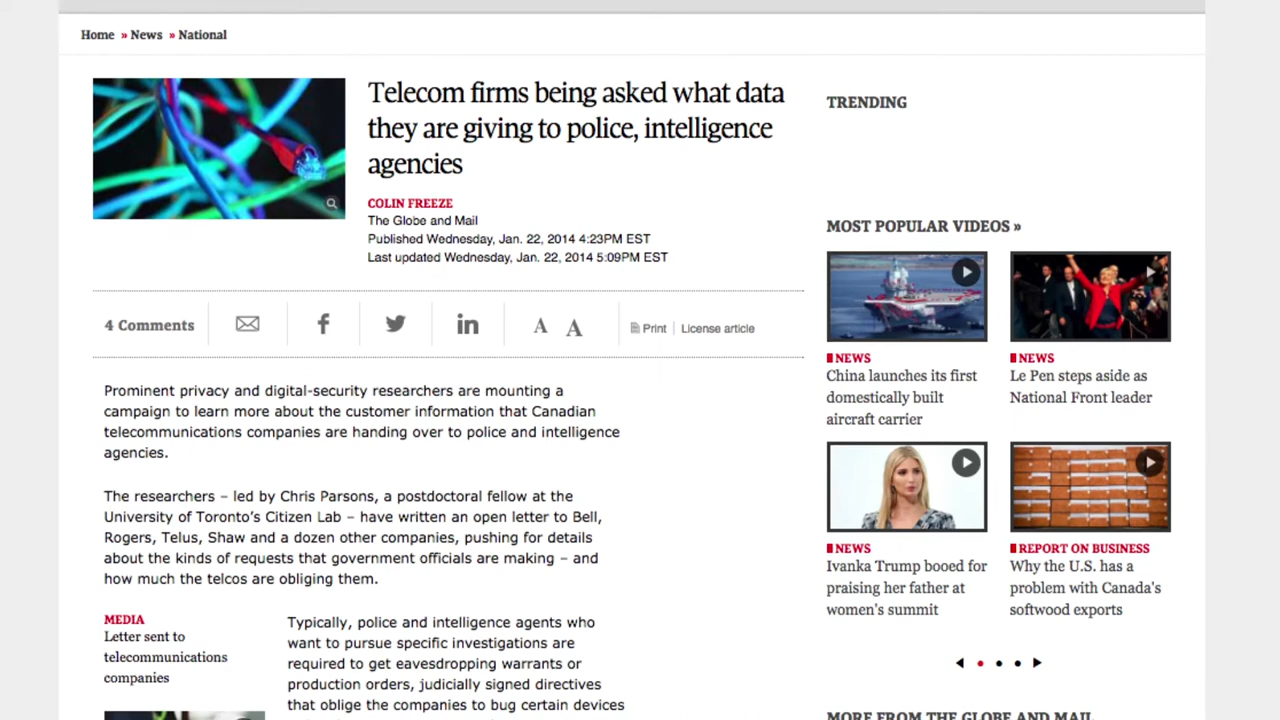 Home » News » National
Telecom firms being asked what data
they are giving to police, intelligence
agencies
COLIN FREEZE
The Globe and Mail
Published Wednesday, Jan. 22, 2014 4:23PM EST
Last updated Wednesday, Jan. 22, 2014 5:09PM EST
4 Comments
A A
Print
License article
Prominent privacy and digital-security researchers are mounting a
campaign to learn more about the customer information that Canadian
telecommunications companies are handing over to police and intelligence
agencies.
The researchers – led by Chris Parsons, a postdoctoral fellow at the
University of Toronto's Citizen Lab – have written an open letter to Bell,
Rogers, Telus, Shaw and a dozen other companies, pushing for details
about the kinds of requests that government officials are making – and
how much the telcos are obliging them.
MEDIA
Letter sent to
telecommunications
companies
Typically, police and intelligence agents who
want to pursue specific investigations are
required to get eavesdropping warrants or
production orders, judicially signed directives
that oblige the companies to bug certain devices
TRENDING
MOST POPULAR VIDEOS »
NEWS
China launches its first
domestically built
aircraft carrier
NEWS
Le Pen steps aside as
National Front leader
NEWS
Ivanka Trump booed for
praising her father at
women's summit
REPORT ON BUSINESS
Why the U.S. has a
problem with Canada's
softwood exports
MORE FROM THE GLOBE AND MAIL